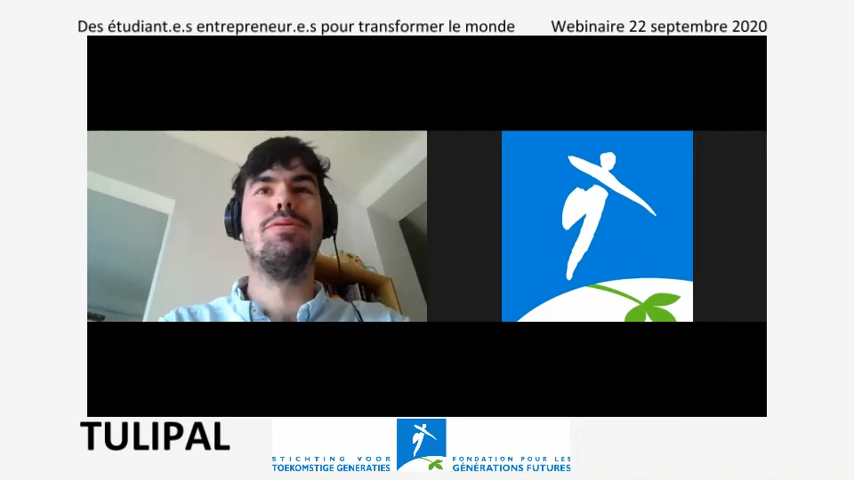 Des étudiant.e.s entrepreneur.e.s pour transformer le monde Webinaire 22 septembre 2020
TULIPAL
STICHTING VOOR
TOEKOMSTIGE GENERATIES
FONDATION POUR LES
GÉNÉRATIONS FUTURES